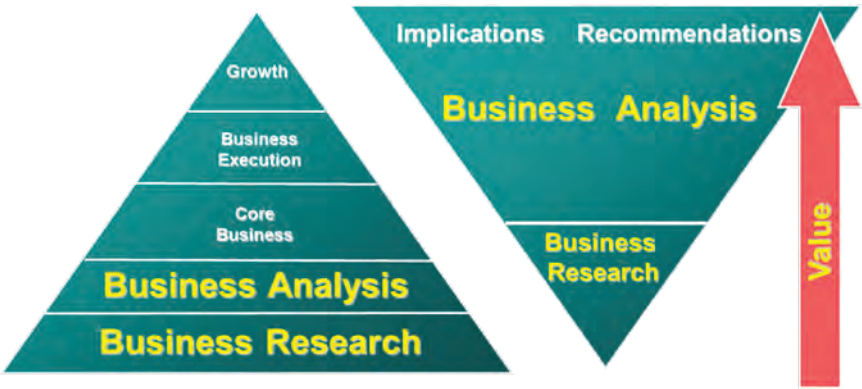 Growth
Business
Execution
Core
Business
Business Analysis
Business Research
Implications Recommendations
Business Analysis
Business
Research
Value